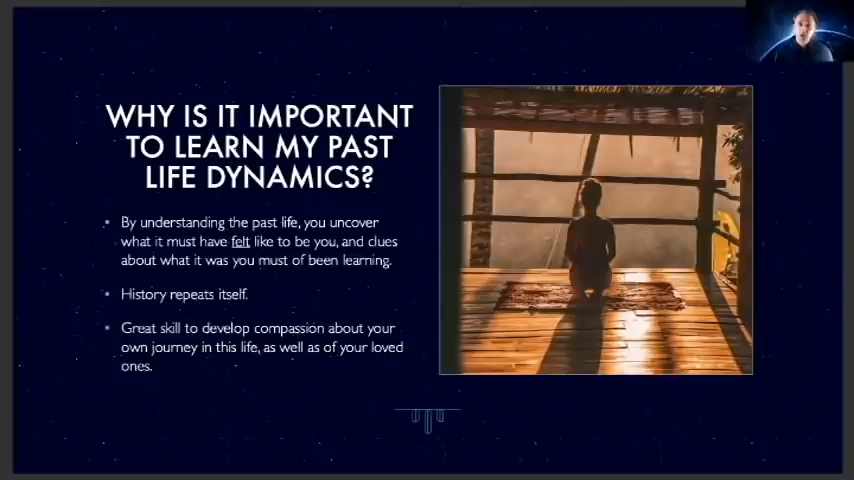 WHY IS IT IMPORTANT
TO LEARN MY PAST
LIFE DYNAMICS?
• By understanding the past life, you uncover
what it must have felt like to be you, and clues
about what it was you must of been learning.
• History repeats itself.
• Great skill to develop compassion about your
own journey in this life, as well as of your loved
ones.